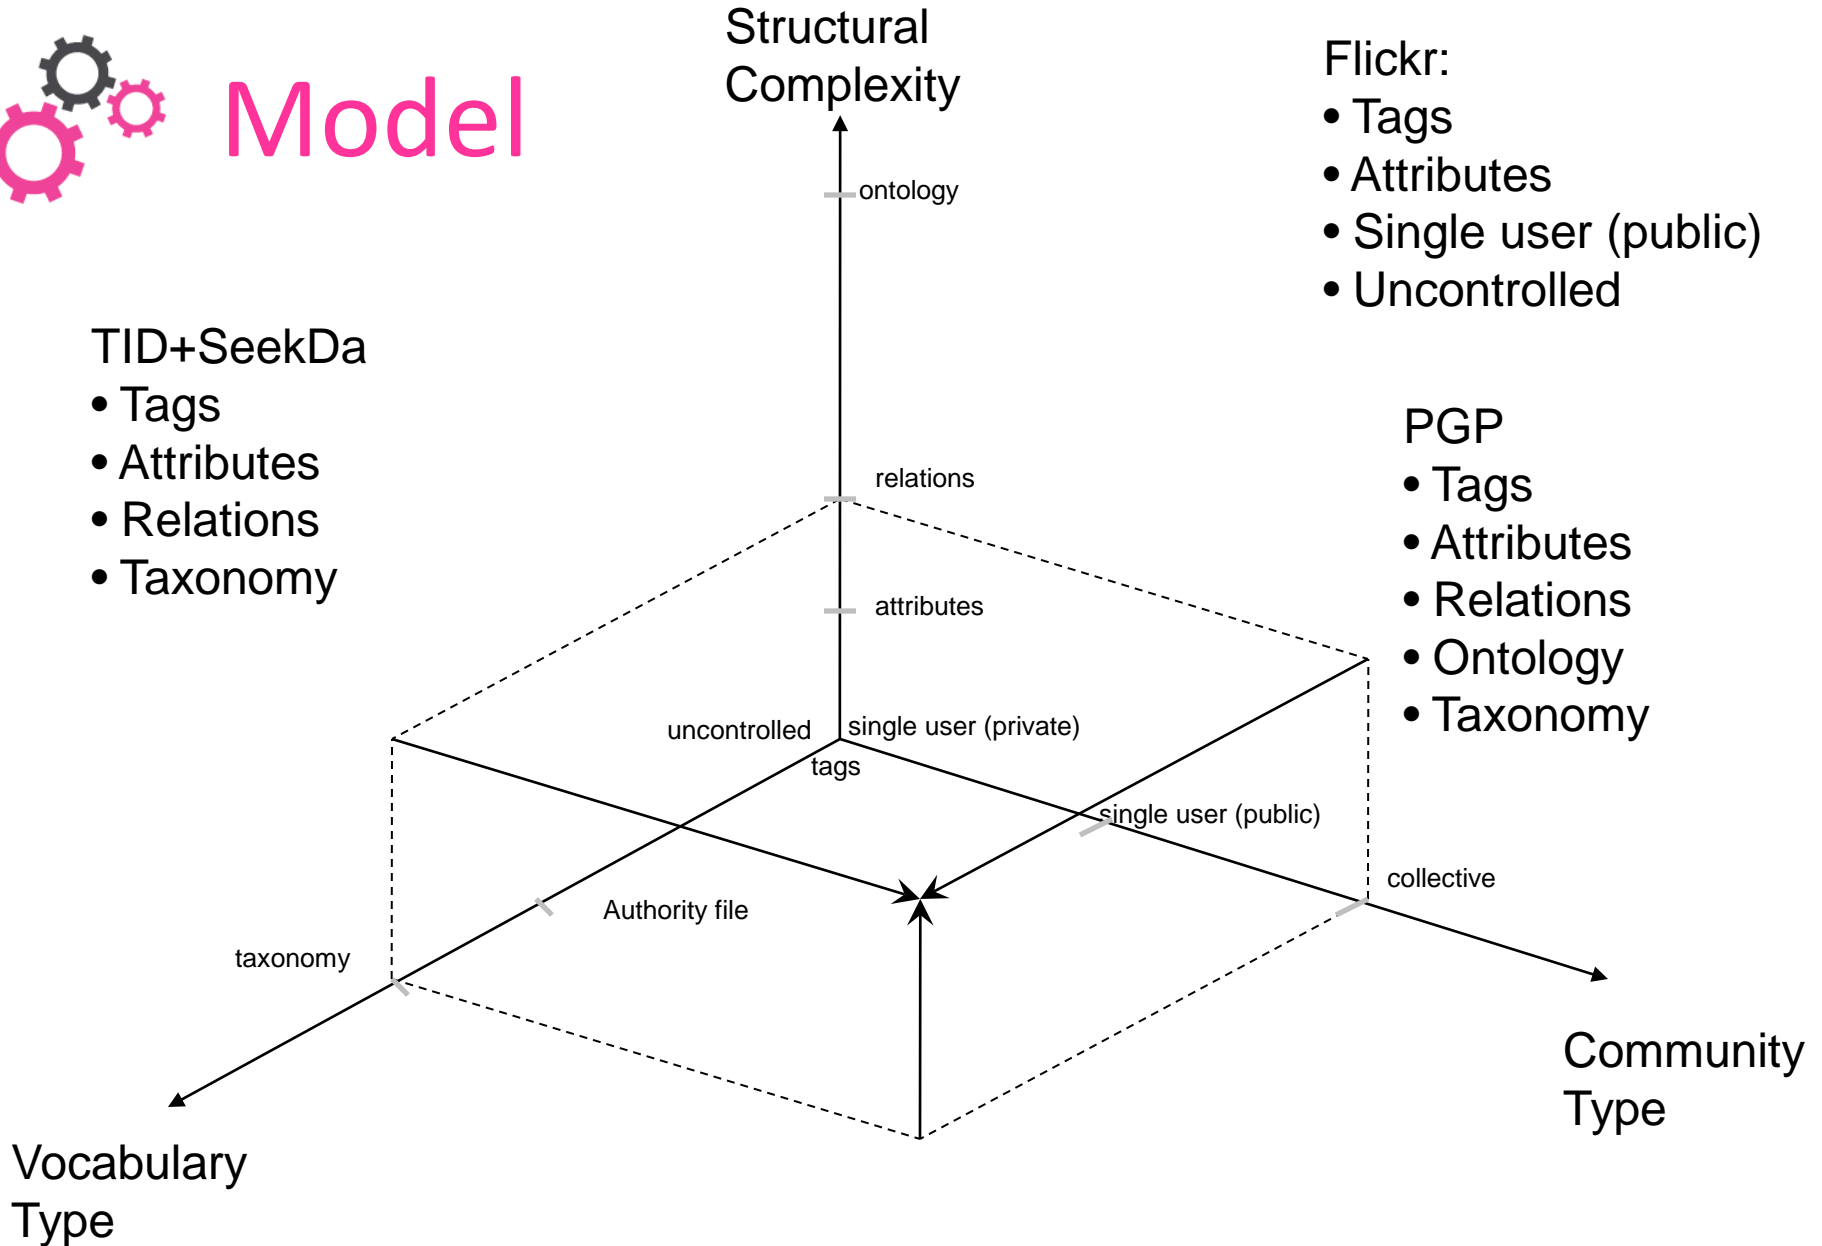 Model
Structural
Complexity
Flickr:
• Tags
• Attributes
• Single user (public)
• Uncontrolled
ontology
TID+SeekDa
• Tags
• Attributes
• Relations
• Taxonomy
PGP
• Tags
• Attributes
• Relations
• Ontology
• Taxonomy
relations
attributes
uncontrolled
single user (private)
tags
single user (public)
collective
Authority file
taxonomy
Community
Type
Vocabulary
Type